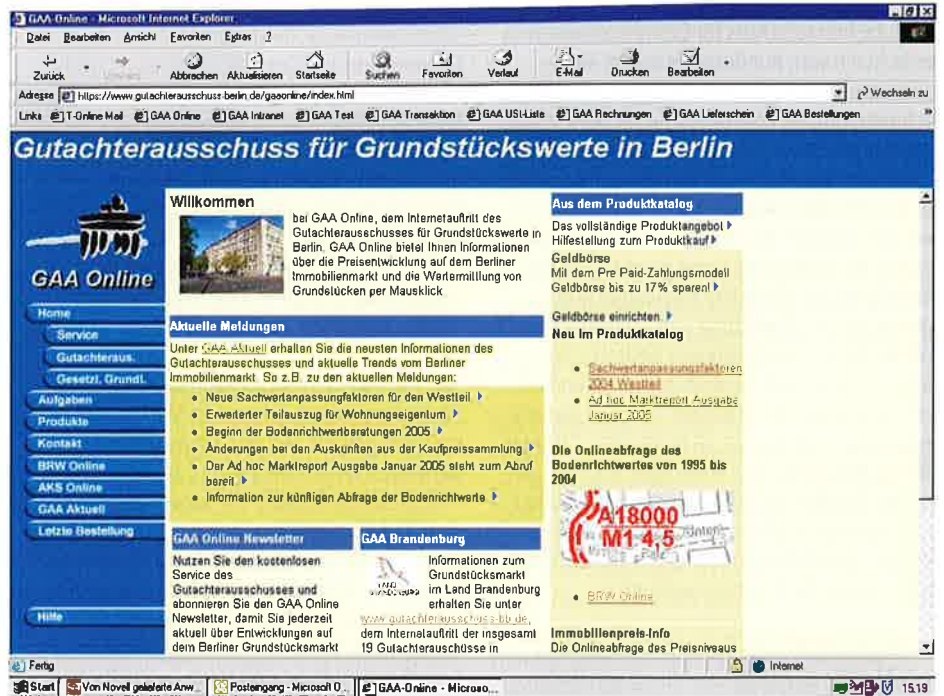 GAA-Online - Microsoft Internet Explorer
Datei Bearbeiten Ansicht Favoriten Extras ?
Zurück Abbrechen Aktualisieren Startseite Suchen Favoriten Verlauf E-Mail Drucken Bearbeiten
Adresse https://www.gutachterausschuss-berlin.de/gaaonline/index.html Wechseln zu
Links T-Online Mail GAA Online GAA Intranet GAA Test GAA Transaktion GAA USt-Liste GAA Rechnungen GAA Lieferschein GAA Bestellungen »
Gutachterausschuss für Grundstückswerte in Berlin
GAA Online
Home
Service
Gutachteraus.
Gesetzl. Grundl.
Aufgaben
Produkte
Kontakt
BRW Online
AKS Online
GAA Aktuell
Letzte Bestellung
Hilfe
Willkommen
bei GAA Online, dem Internetauftritt des
Gutachterausschusses für Grundstückswerte in
Berlin. GAA Online bietet Ihnen Informationen
über die Preisentwicklung auf dem Berliner
Immobilienmarkt und die Wertermittlung von
Grundstücken per Mausklick.
Aktuelle Meldungen
Unter GAA Aktuell erhalten Sie die neusten Informationen des
Gutachterausschusses und aktuelle Trends vom Berliner
Immobilienmarkt. So z.B. zu den aktuellen Meldungen:
• Neue Sachwertanpassungfaktoren für den Westteil
• Erweiterter Teilauszug für Wohnungseigentum
• Beginn der Bodenrichtwertberatungen 2005
• Änderungen bei den Auskünften aus der Kaufpreissammlung
• Der Ad hoc Marktreport Ausgabe Januar 2005 steht zum Abruf
bereit.
• Information zur künftigen Abfrage der Bodenrichtwerte
GAA Online Newsletter
Nutzen Sie den kostenlosen
Service des
Gutachterausschusses und
abonnieren Sie den GAA Online
Newsletter, damit Sie jederzeit
aktuell über Entwicklungen auf
dem Berliner Grundstücksmarkt
GAA Brandenburg
LAND
BRANDENBURG
Informationen zum
Grundstücksmarkt
im Land Brandenburg
erhalten Sie unter
www.gutachterausschuss-bb.de,
dem Internetauftritt der insgesamt
19 Gutachterausschüsse in
Aus dem Produktkatalog
Das vollständige Produktangebot
Hilfestellung zum Produktkauf
Geldbörse
Mit dem Pre Paid-Zahlungsmodell
Geldbörse bis zu 17% sparen!
Geldbörse einrichten.
Neu im Produktkatalog
• Sachwertanpassungsfaktoren
2004 Westteil
• Ad hoc Marktreport Ausgabe
Januar 2005
Die Onlineabfrage des
Bodenrichtwertes von 1995 bis
2004
A18000
M1 4,5
• BRW Online
Immobilienpreis-Info
Die Onlineabfrage des Preisniveaus
Fertig Internet
Start Von Novell gelieferte Anw... Posteingang - Microsoft O... GAA-Online - Microso... 15:19